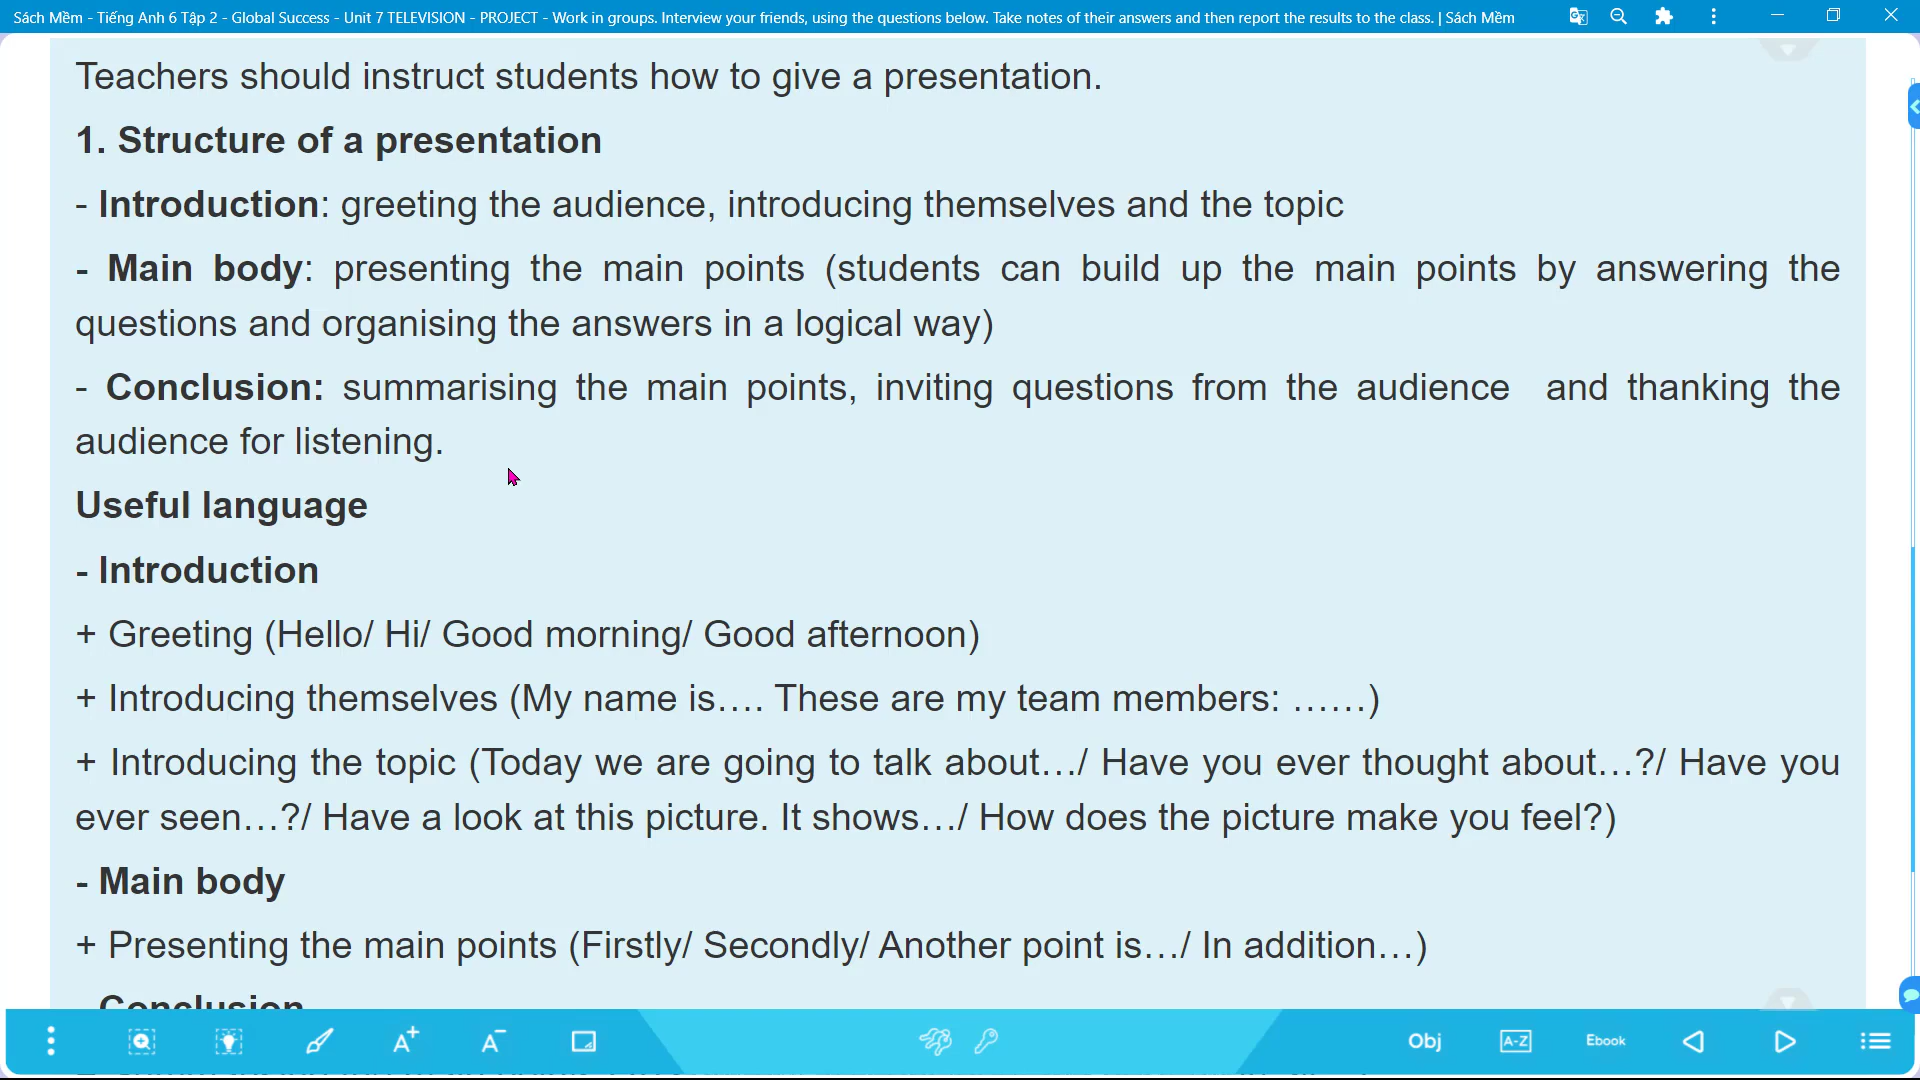 Sách Mềm - Tiếng Anh 6 Tập 2 - Global Success - Unit 7 TELEVISION - PROJECT - Work in groups. Interview your friends, using the questions below. Take notes of their answers and then report the results to the class. | Sách Mềm
Teachers should instruct students how to give a presentation.
1. Structure of a presentation
- Introduction: greeting the audience, introducing themselves and the topic
- Main body: presenting the main points (students can build up the main points by answering the
questions and organising the answers in a logical way)
- Conclusion: summarising the main points, inviting questions from the audience and thanking the
audience for listening.
Useful language
- Introduction
+ Greeting (Hello/ Hi/ Good morning/ Good afternoon)
+ Introducing themselves (My name is…. These are my team members: ……)
+ Introducing the topic (Today we are going to talk about…/ Have you ever thought about…?/ Have you
ever seen…?/ Have a look at this picture. It shows…/ How does the picture make you feel?)
- Main body
+ Presenting the main points (Firstly/ Secondly/ Another point is…/ In addition…)
Conclusion
A+ A- Obj A-Z Ebook